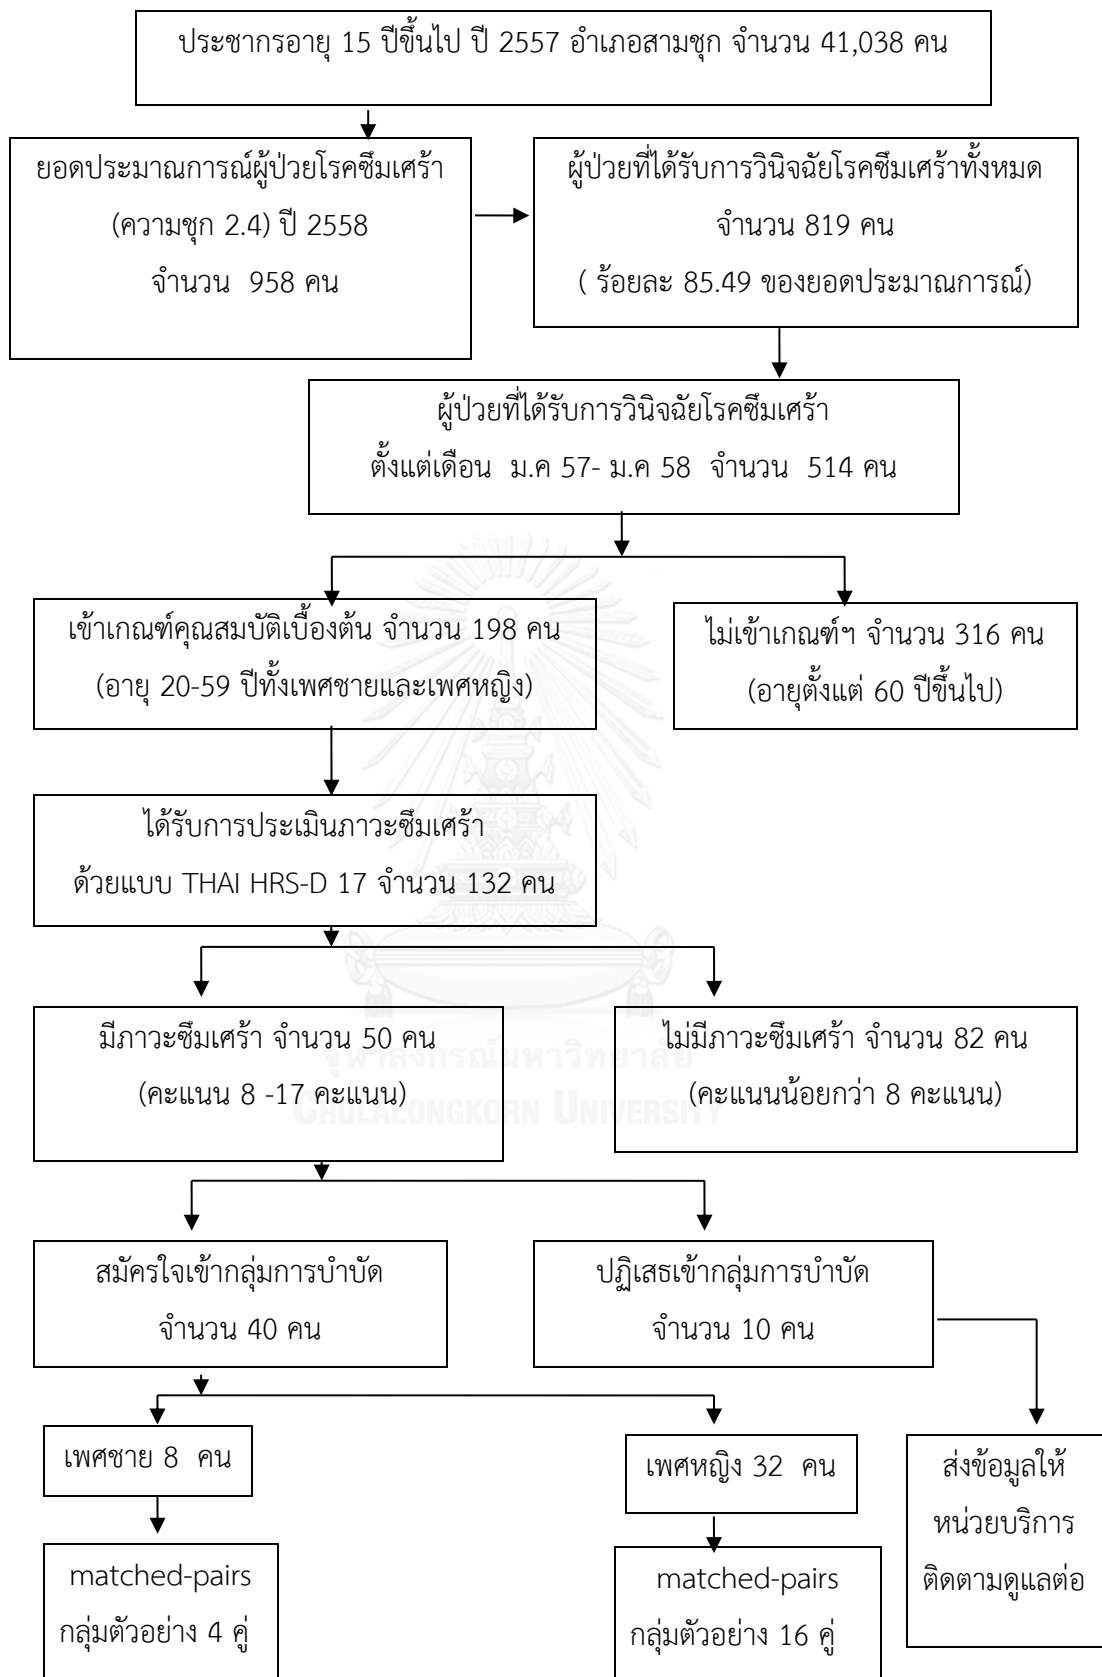 ประชากรอายุ 15 ปีขึ้นไป ปี 2557 อำเภอสามชุก จำนวน 41,038 คน
ยอดประมาณการณ์ผู้ป่วยโรคซึมเศร้า
(ความชุก 2.4) ปี 2558
จำนวน 958 คน
ผู้ป่วยที่ได้รับการวินิจฉัยโรคซึมเศร้าทั้งหมด
จำนวน 819 คน
( ร้อยละ 85.49 ของยอดประมาณการณ์)
ผู้ป่วยที่ได้รับการวินิจฉัยโรคซึมเศร้า
ตั้งแต่เดือน ม.ค 57- ม.ค 58 จำนวน 514 คน
เข้าเกณฑ์คุณสมบัติเบื้องต้น จำนวน 198 คน
(อายุ 20-59 ปีทั้งเพศชายและเพศหญิง)
ไม่เข้าเกณฑ์ฯ จำนวน 316 คน
(อายุตั้งแต่ 60 ปีขึ้นไป)
ได้รับการประเมินภาวะซึมเศร้า
ด้วยแบบ THAI HRS-D 17 จำนวน 132 คน
มีภาวะซึมเศร้า จำนวน 50 คน
(คะแนน 8 -17 คะแนน)
ไม่มีภาวะซึมเศร้า จำนวน 82 คน
(คะแนนน้อยกว่า 8 คะแนน)
จุฬาลงกรณ์มหาวิทยาลัย
CHULALONGKORN UNIVERSITY
สมัครใจเข้ากลุ่มการบำบัด
จำนวน 40 คน
ปฏิเสธเข้ากลุ่มการบำบัด
จำนวน 10 คน
เพศชาย 8 คน
เพศหญิง 32 คน
ส่งข้อมูลให้
หน่วยบริการ
ติดตามดูแลต่อ
matched-pairs
กลุ่มตัวอย่าง 4 คู่
matched-pairs
กลุ่มตัวอย่าง 16 คู่